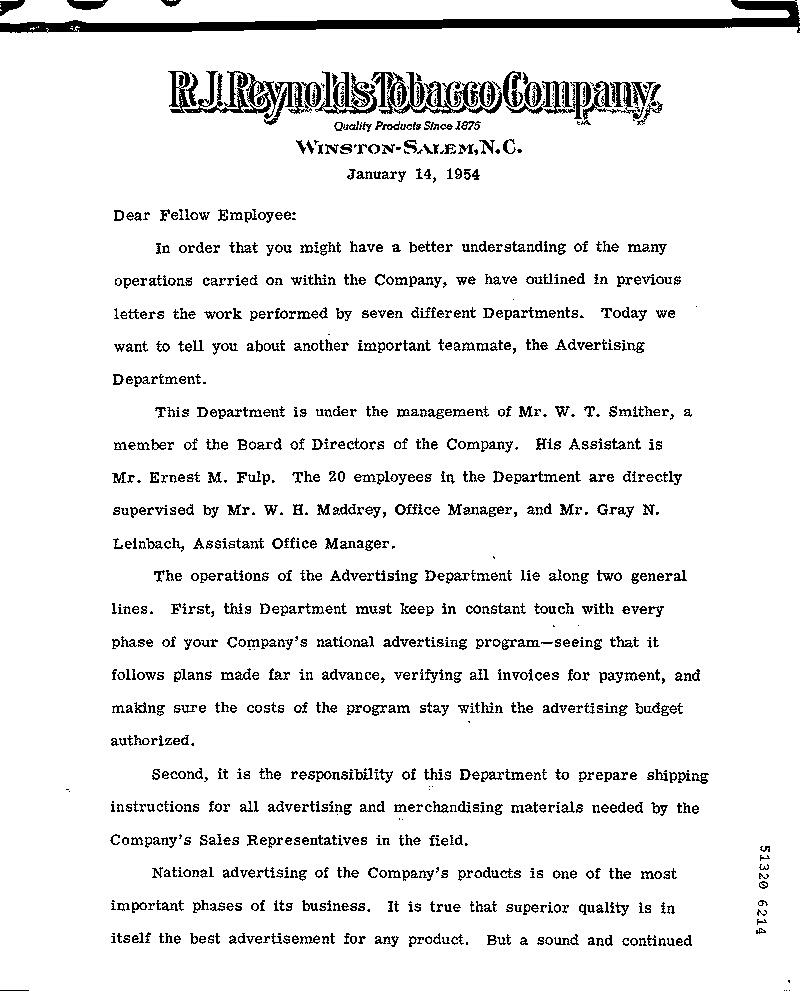 R.J. Reynolds Tobacco Company.
Quality Products Since 1875
WINSTON-SALEM, N.C.
January 14, 1954
Dear Fellow Employee:
In order that you might have a better understanding of the many
operations carried on within the Company, we have outlined in previous
letters the work performed by seven different Departments. Today we
want to tell you about another important teammate, the Advertising
Department.
This Department is under the management of Mr. W. T. Smither, a
member of the Board of Directors of the Company. His Assistant is
Mr. Ernest M. Fulp. The 20 employees in the Department are directly
supervised by Mr. W. H. Maddrey, Office Manager, and Mr. Gray N.
Leinbach, Assistant Office Manager.
The operations of the Advertising Department lie along two general
lines. First, this Department must keep in constant touch with every
phase of your Company's national advertising program—seeing that it
follows plans made far in advance, verifying all invoices for payment, and
making sure the costs of the program stay within the advertising budget
authorized.
Second, it is the responsibility of this Department to prepare shipping
instructions for all advertising and merchandising materials needed by the
Company's Sales Representatives in the field.
National advertising of the Company's products is one of the most
important phases of its business. It is true that superior quality is in
itself the best advertisement for any product. But a sound and continued
51320 6214